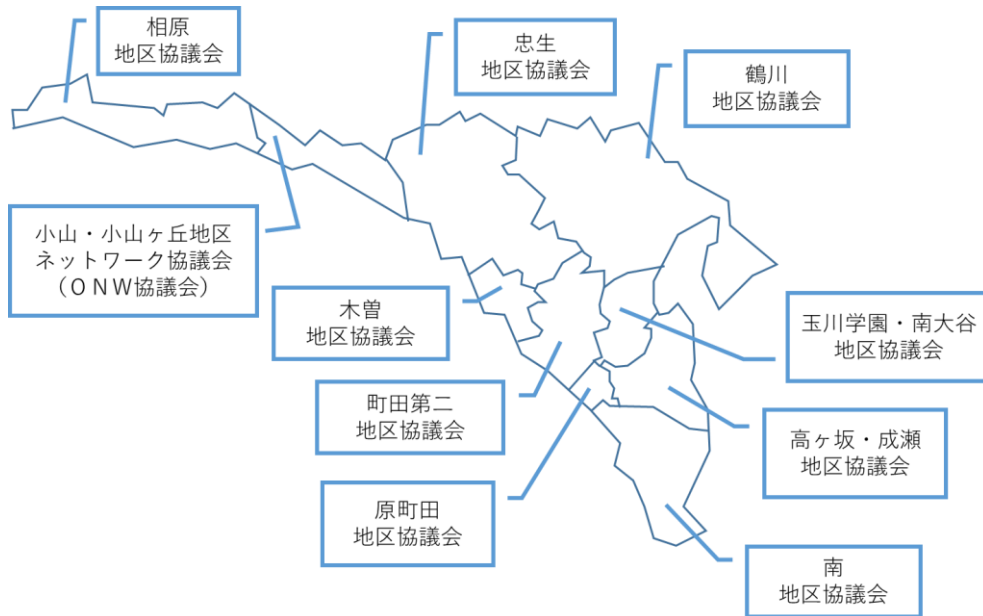 相原
地区協議会
忠生
地区協議会
鶴川
地区協議会
小山・小山ヶ丘地区
ネットワーク協議会
（ＯＮＷ協議会）
木曽
地区協議会
玉川学園・南大谷
地区協議会
町田第二
地区協議会
高ヶ坂・成瀬
地区協議会
原町田
地区協議会
南
地区協議会